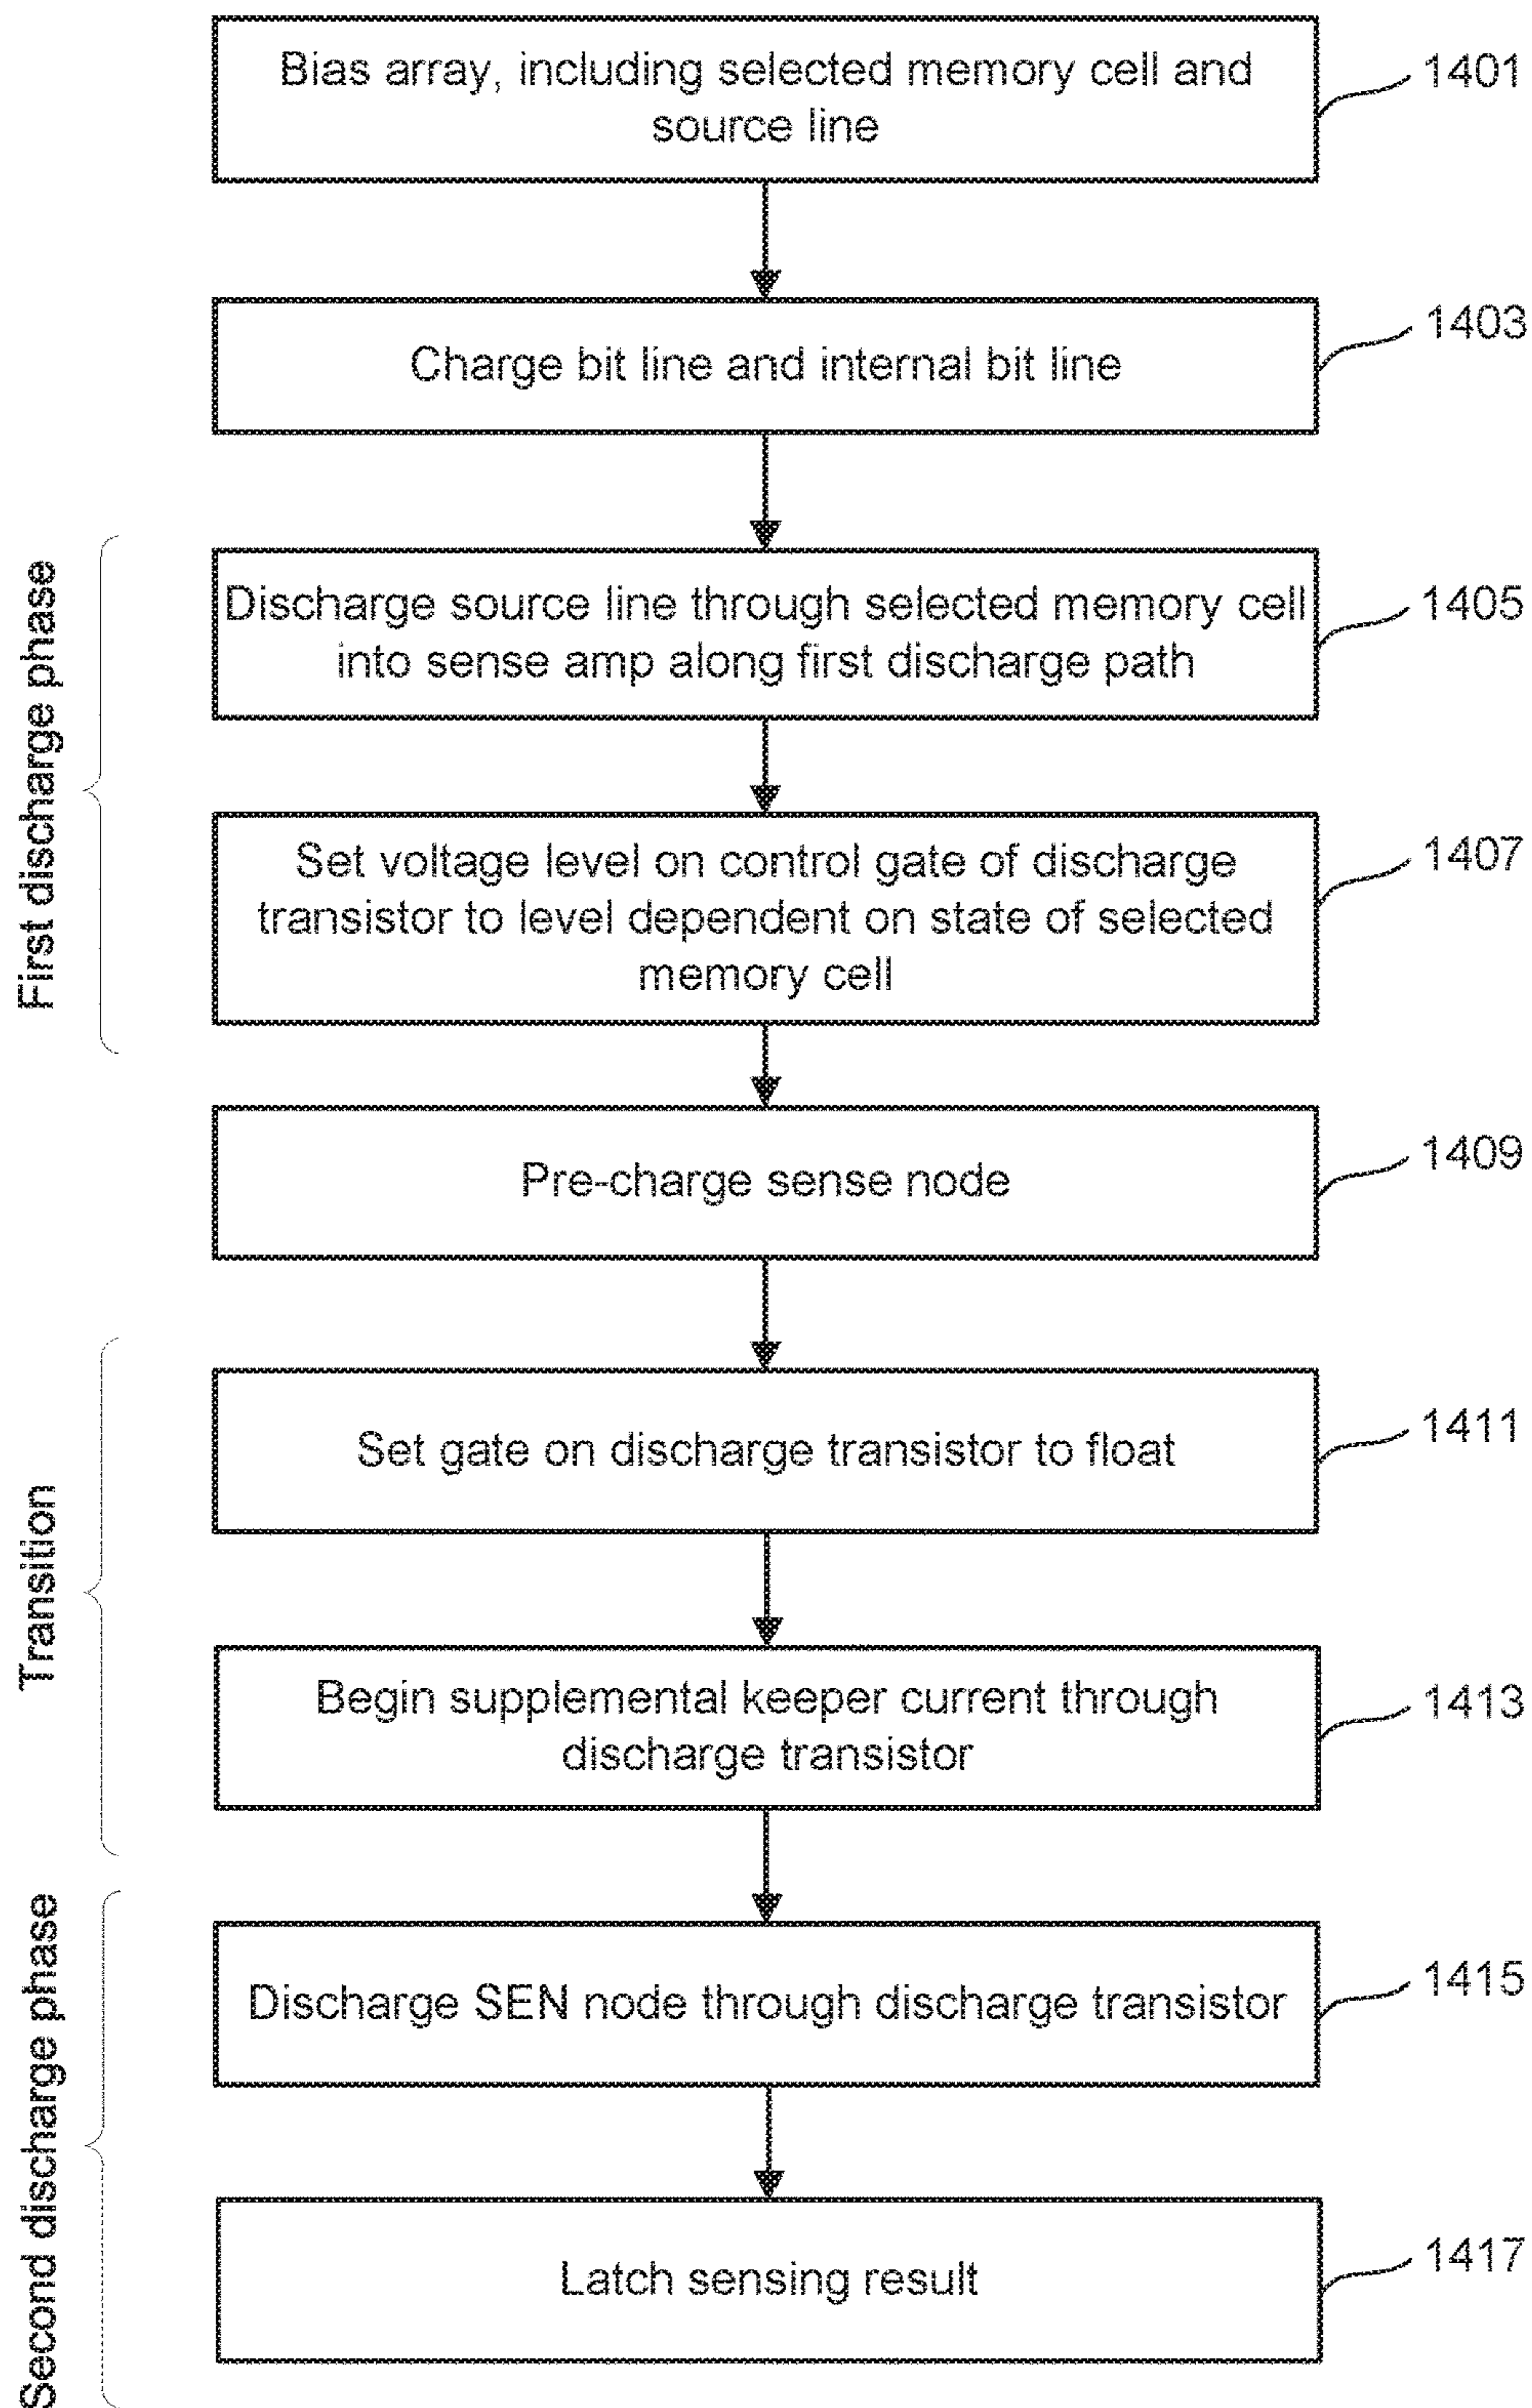 Bias array, including selected memory cell and
source line
1401
Charge bit line and internal bit line
1403
First discharge phase
Discharge source line through selected memory cell
into sense amp along first discharge path
1405
Set voltage level on control gate of discharge
transistor to level dependent on state of selected
memory cell
1407
Pre-charge sense node
1409
Transition
Set gate on discharge transistor to float
1411
Begin supplemental keeper current through
discharge transistor
1413
Second discharge phase
Discharge SEN node through discharge transistor
1415
Latch sensing result
1417